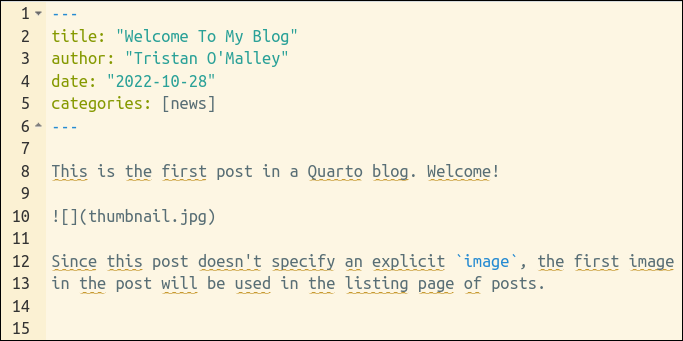 1 ---
2 title: "Welcome To My Blog"
3 author: "Tristan O'Malley"
4 date: "2022-10-28"
5 categories: [news]
6 ---
7
8 This is the first post in a Quarto blog. Welcome!
9
10 ![](thumbnail.jpg)
11
12 Since this post doesn't specify an explicit `image`, the first image
13 in the post will be used in the listing page of posts.
14
15